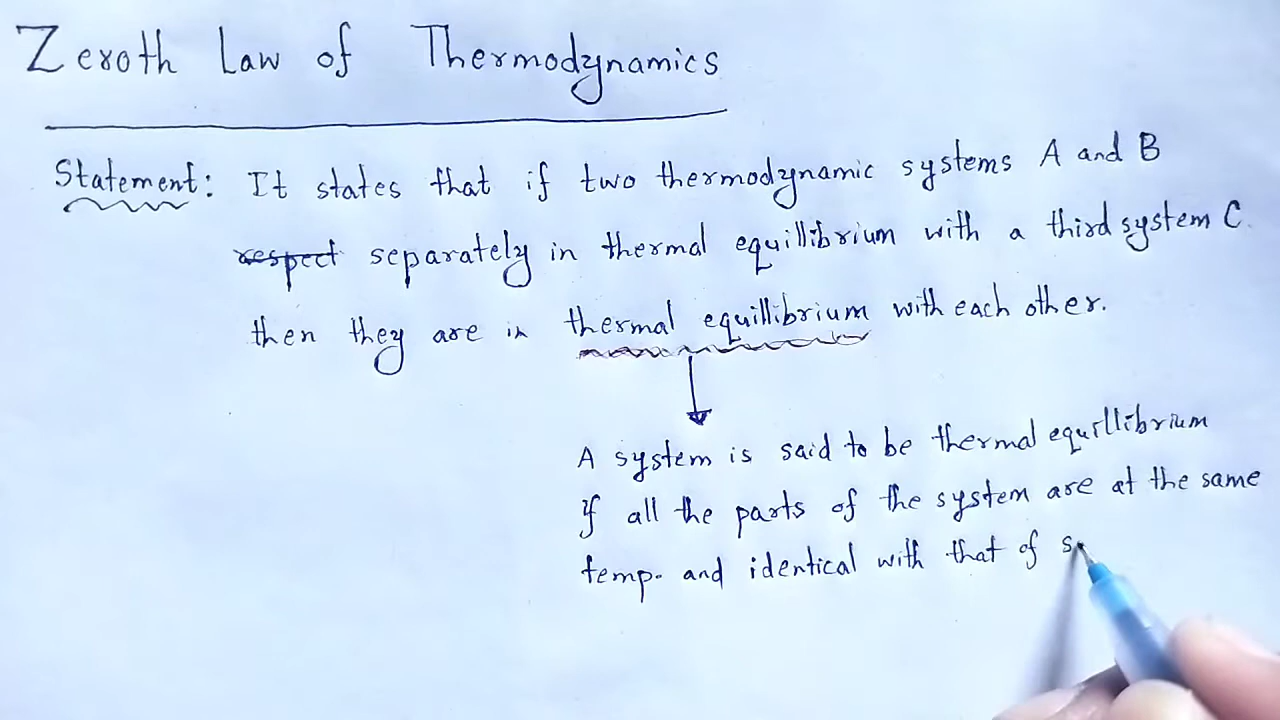 Zeroth Law of Thermodynamics
Statement: It states that if two thermodynamic systems A and B
respect separately in thermal equillibrium with a third system C.
then they are in thermal equillibrium with each other.
A system is said to be thermal equillibrium
if all the parts of the system are at the same
temp. and identical with that of s